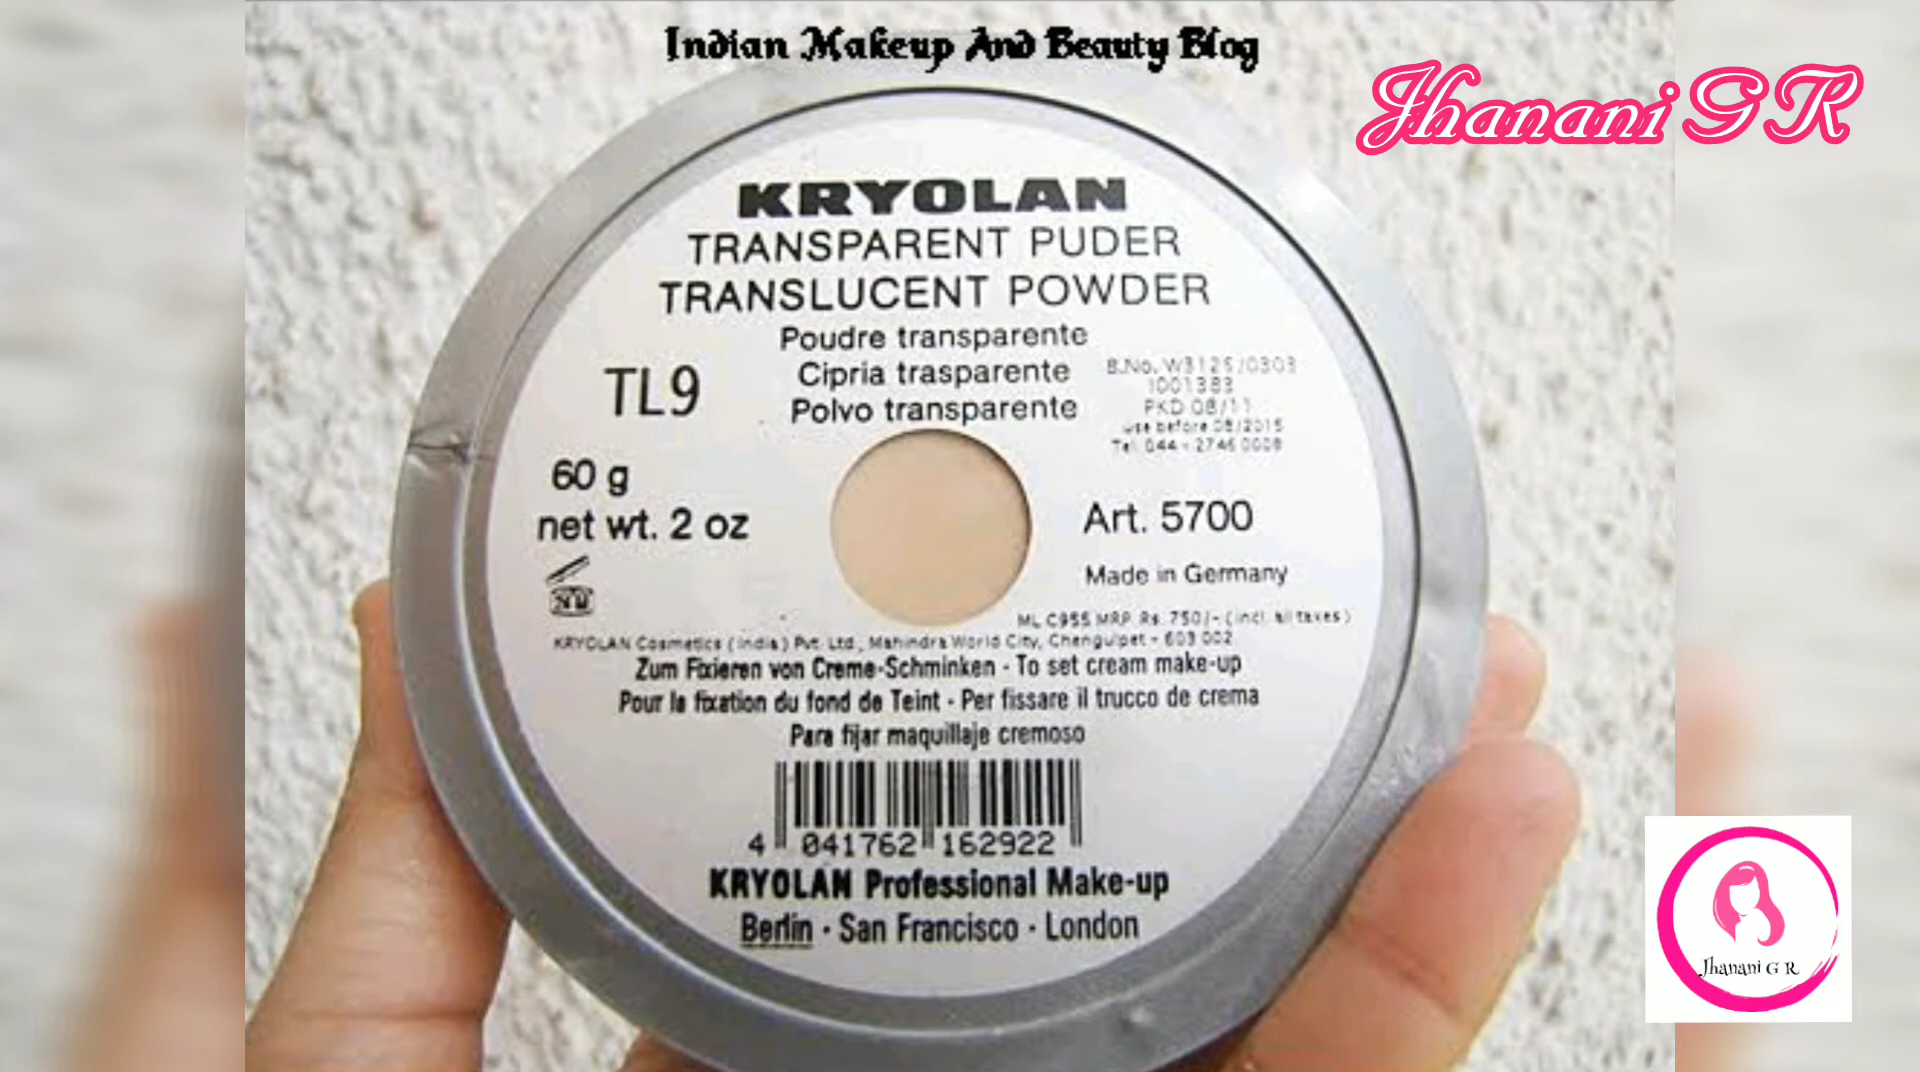 Indian Makeup And Beauty Blog
Jhanani G R
KRYOLAN
TRANSPARENT PUDER
TRANSLUCENT POWDER
Poudre transparente
Cipria trasparente
Polvo transparente
TL9
B.No. W3125/0303
1001383
PKD 08/11
use before 08/2015
Tel: 044 - 2746 0008
60 g
net wt. 2 oz
Art. 5700
Made in Germany
ML C955 MRP Rs. 750/- (incl. all taxes)
KRYOLAN Cosmetics (India) Pvt. Ltd., Mahindra World City, Chengulpet - 603 002
Zum Fixieren von Creme-Schminken - To set cream make-up
Pour la fixation du fond de Teint - Per fissare il trucco de crema
Para fijar maquillaje cremoso
4 041762 162922
KRYOLAN Professional Make-up
Berlin · San Francisco · London
Jhanani G R